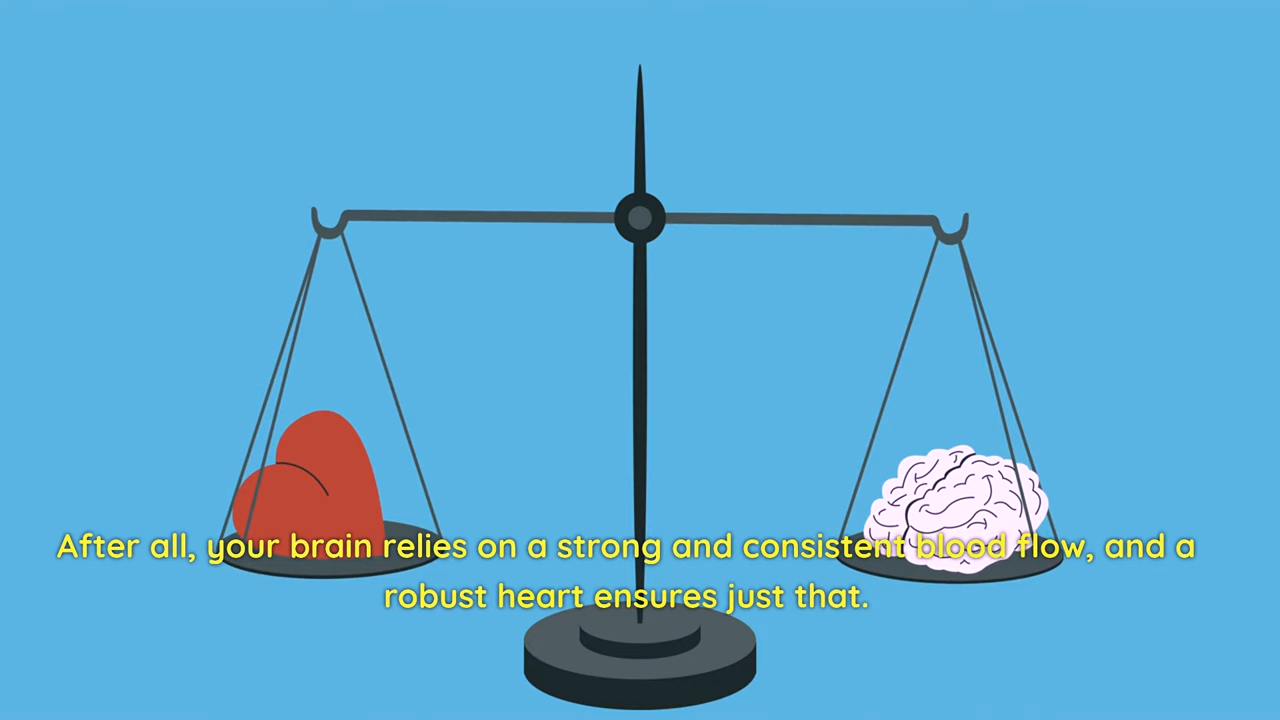 After all, your brain relies on a strong and consistent blood flow, and a
robust heart ensures just that.